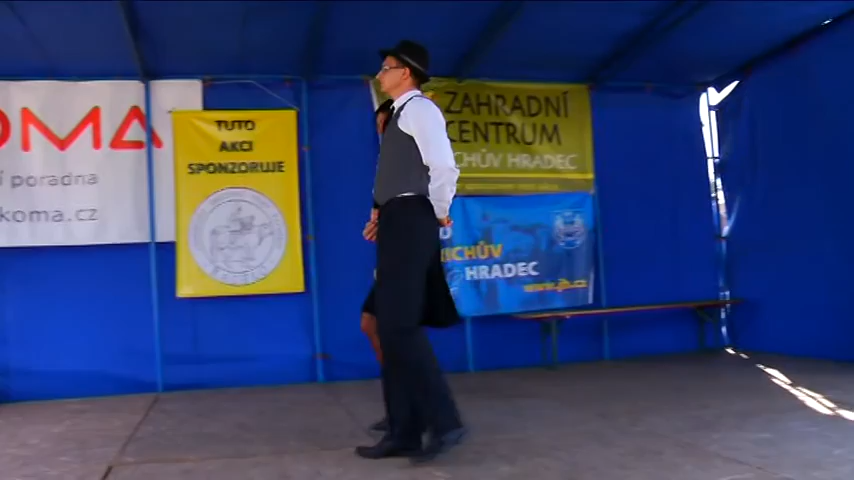 OMA
í poradna
koma.cz
TUTO
AKCI
SPONZORUJE
ZAHRADNÍ
CENTRUM
CHŮV HRADEC
ICHŮV
HRADEC
www.jh.cz